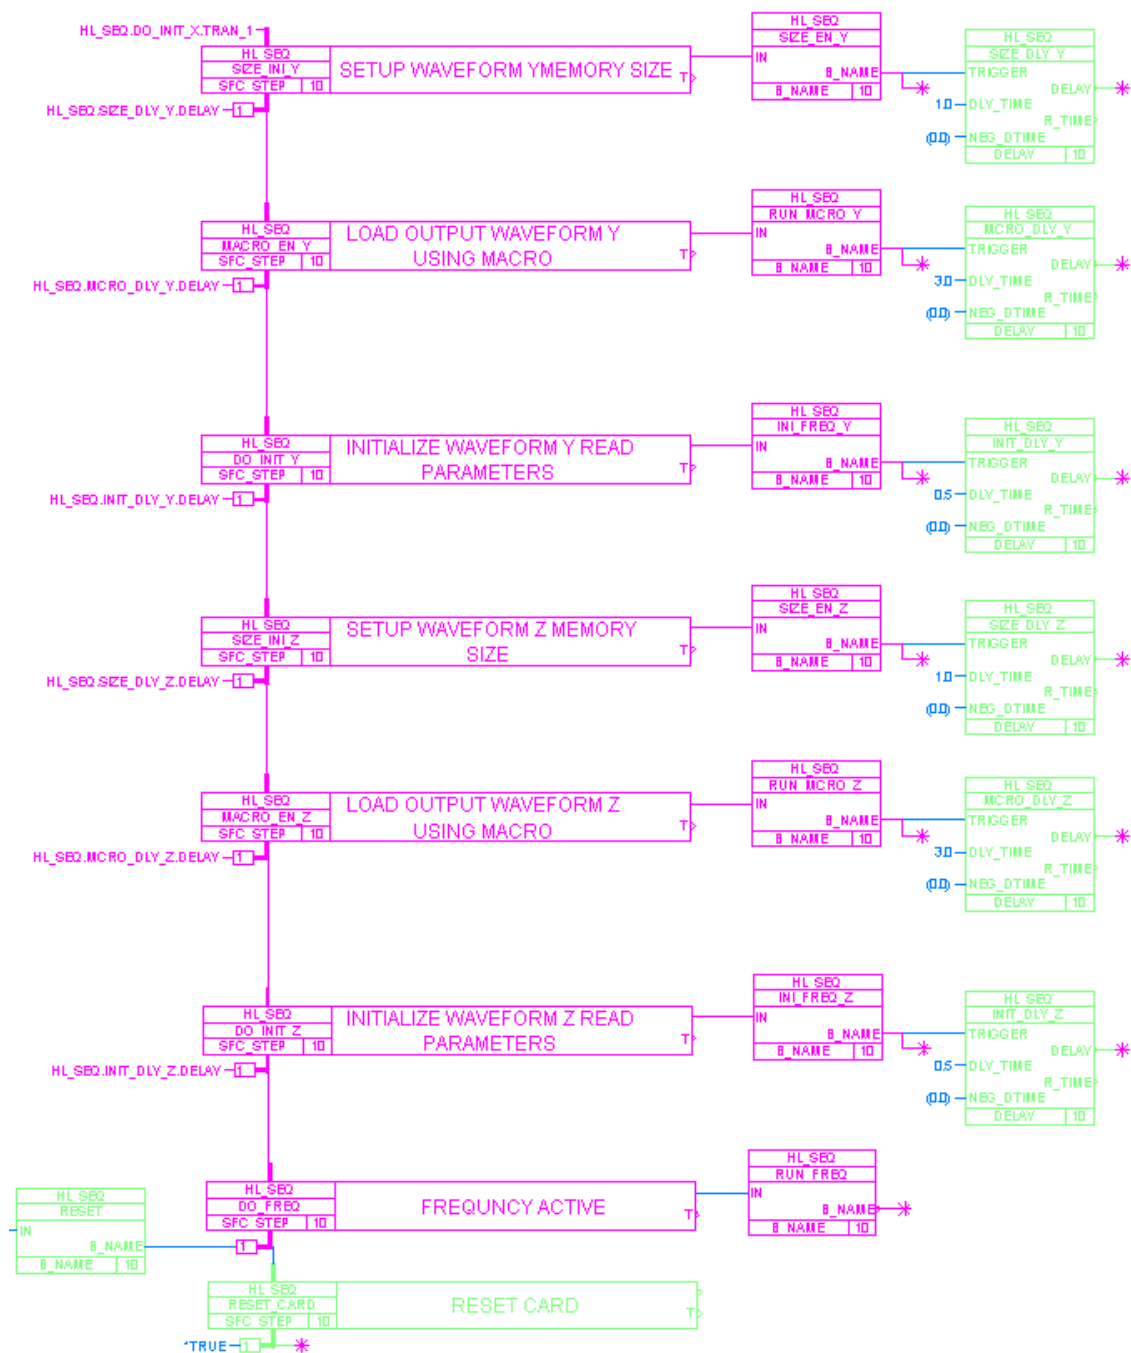 HL_SEQ.DO_INIT_X.TRAN_1
HL_SEQ
SIZE_INI_Y
SFC_STEP 10
SETUP WAVEFORM YMEMORY SIZE
T
HL_SEQ.SIZE_DLY_Y.DELAY
1
HL_SEQ
SIZE_EN_Y
IN
B_NAME
B_NAME 10
HL_SEQ
SIZE_DLY_Y
TRIGGER
DELAY
1.0
DLY_TIME
R_TIME
(0.0)
NEG_DTIME
DELAY 10
HL_SEQ
MACRO_EN_Y
SFC_STEP 10
LOAD OUTPUT WAVEFORM Y
USING MACRO
T
HL_SEQ.MCRO_DLY_Y.DELAY
1
HL_SEQ
RUN_MCRO_Y
IN
B_NAME
B_NAME 10
HL_SEQ
MCRO_DLY_Y
TRIGGER
DELAY
3.0
DLY_TIME
R_TIME
(0.0)
NEG_DTIME
DELAY 10
HL_SEQ
DO_INIT_Y
SFC_STEP 10
INITIALIZE WAVEFORM Y READ
PARAMETERS
T
HL_SEQ.INIT_DLY_Y.DELAY
1
HL_SEQ
INI_FREQ_Y
IN
B_NAME
B_NAME 10
HL_SEQ
INIT_DLY_Y
TRIGGER
DELAY
0.5
DLY_TIME
R_TIME
(0.0)
NEG_DTIME
DELAY 10
HL_SEQ
SIZE_INI_Z
SFC_STEP 10
SETUP WAVEFORM Z MEMORY
SIZE
T
HL_SEQ.SIZE_DLY_Z.DELAY
1
HL_SEQ
SIZE_EN_Z
IN
B_NAME
B_NAME 10
HL_SEQ
SIZE_DLY_Z
TRIGGER
DELAY
1.0
DLY_TIME
R_TIME
(0.0)
NEG_DTIME
DELAY 10
HL_SEQ
MACRO_EN_Z
SFC_STEP 10
LOAD OUTPUT WAVEFORM Z
USING MACRO
T
HL_SEQ.MCRO_DLY_Z.DELAY
1
HL_SEQ
RUN_MCRO_Z
IN
B_NAME
B_NAME 10
HL_SEQ
MCRO_DLY_Z
TRIGGER
DELAY
3.0
DLY_TIME
R_TIME
(0.0)
NEG_DTIME
DELAY 10
HL_SEQ
DO_INIT_Z
SFC_STEP 10
INITIALIZE WAVEFORM Z READ
PARAMETERS
T
HL_SEQ.INIT_DLY_Z.DELAY
1
HL_SEQ
INI_FREQ_Z
IN
B_NAME
B_NAME 10
HL_SEQ
INIT_DLY_Z
TRIGGER
DELAY
0.5
DLY_TIME
R_TIME
(0.0)
NEG_DTIME
DELAY 10
HL_SEQ
DO_FREQ
SFC_STEP 10
FREQUNCY ACTIVE
T
1
HL_SEQ
RUN_FREQ
IN
B_NAME
B_NAME 10
HL_SEQ
RESET
IN
B_NAME
B_NAME 10
HL_SEQ
RESET_CARD
SFC_STEP 10
RESET CARD
T
*TRUE
1